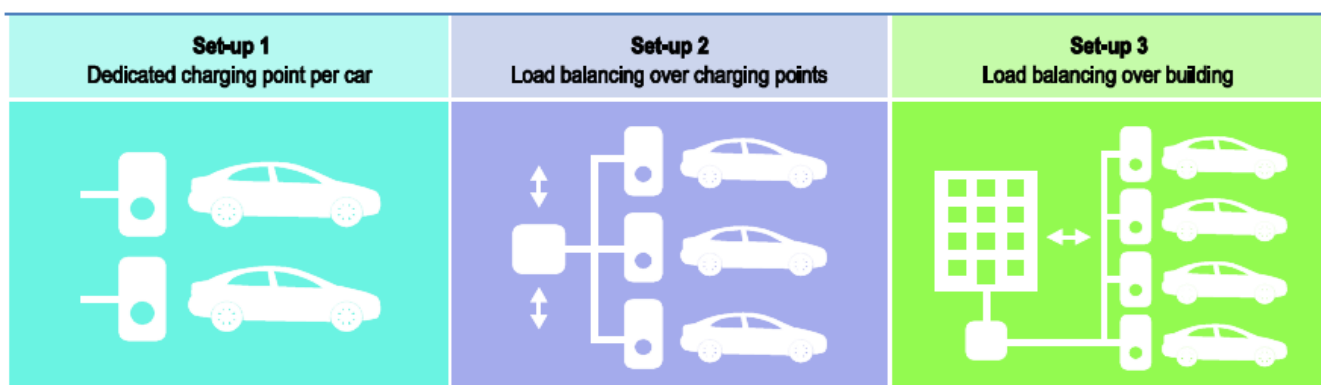 Set-up 1
Dedicated charging point per car
Set-up 2
Load balancing over charging points
Set-up 3
Load balancing over building